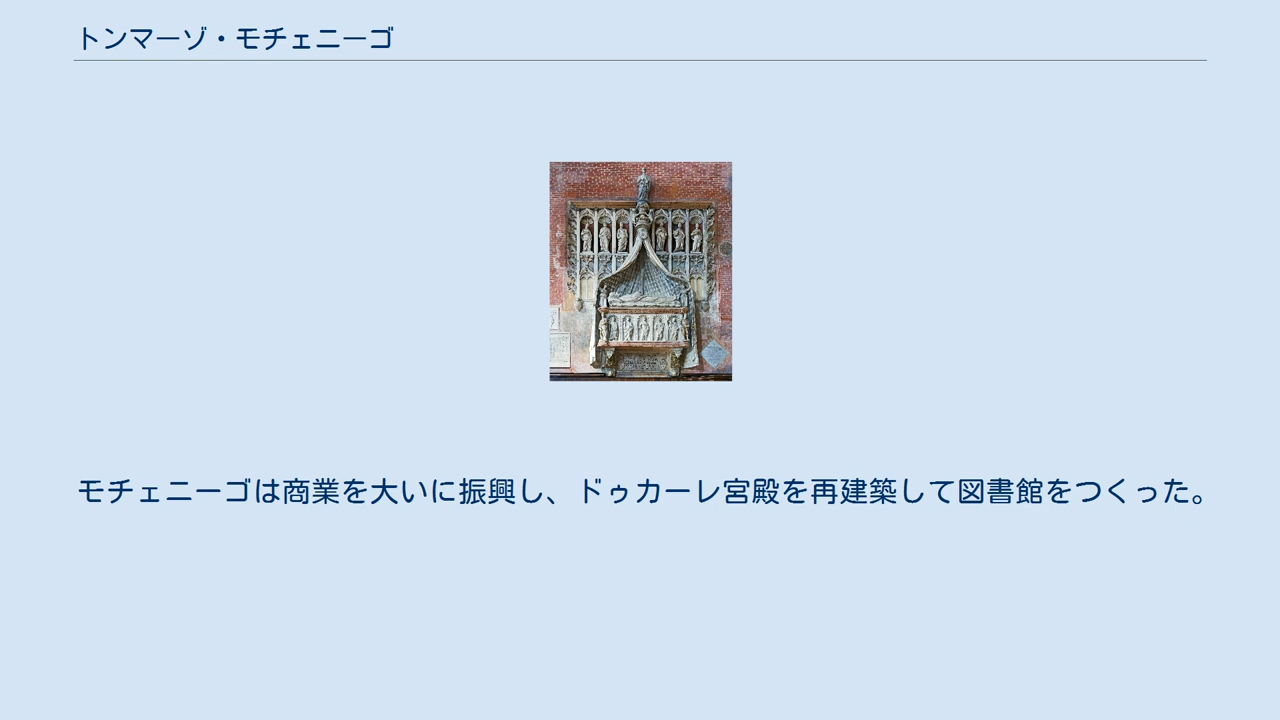 トンマーゾ・モチェニーゴ
モチェニーゴは商業を大いに振興し、ドゥカーレ宮殿を再建築して図書館をつくった。